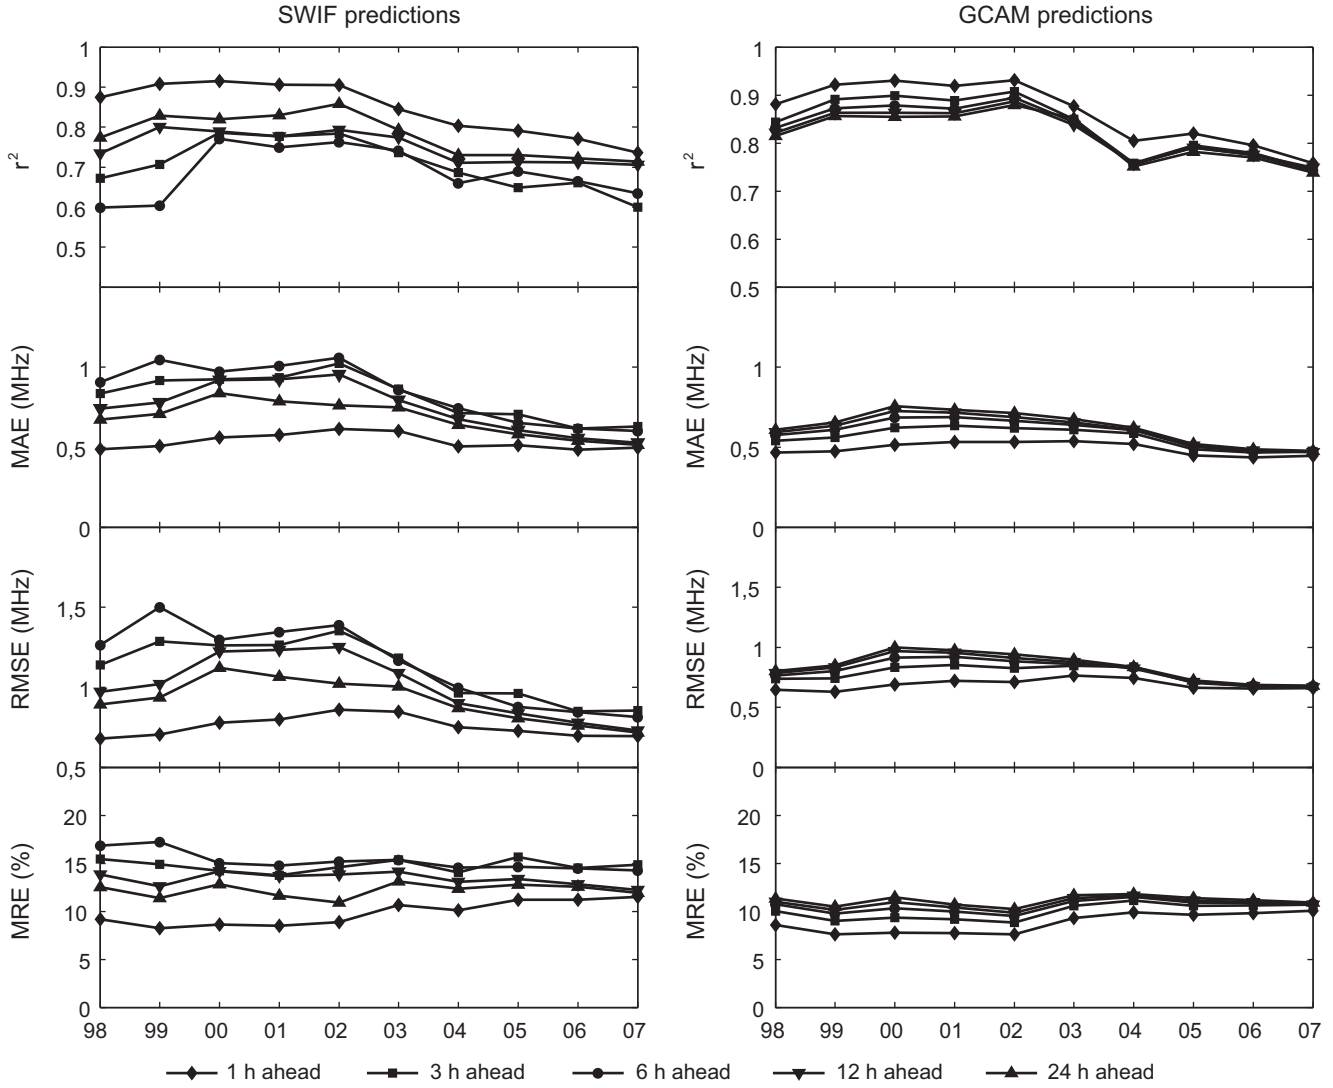 SWIF predictions
GCAM predictions
r²
1
0.9
0.8
0.7
0.6
0.5
MAE (MHz)
1
0,5
0
RMSE (MHz)
1,5
1
0,5
MRE (%)
20
15
10
5
0
98 99 00 01 02 03 04 05 06 07
r²
1
0.9
0.8
0.7
0.6
0.5
MAE (MHz)
1
0,5
0
RMSE (MHz)
1,5
1
0,5
0
MRE (%)
20
15
10
5
0
98 99 00 01 02 03 04 05 06 07
1 h ahead 3 h ahead 6 h ahead 12 h ahead 24 h ahead